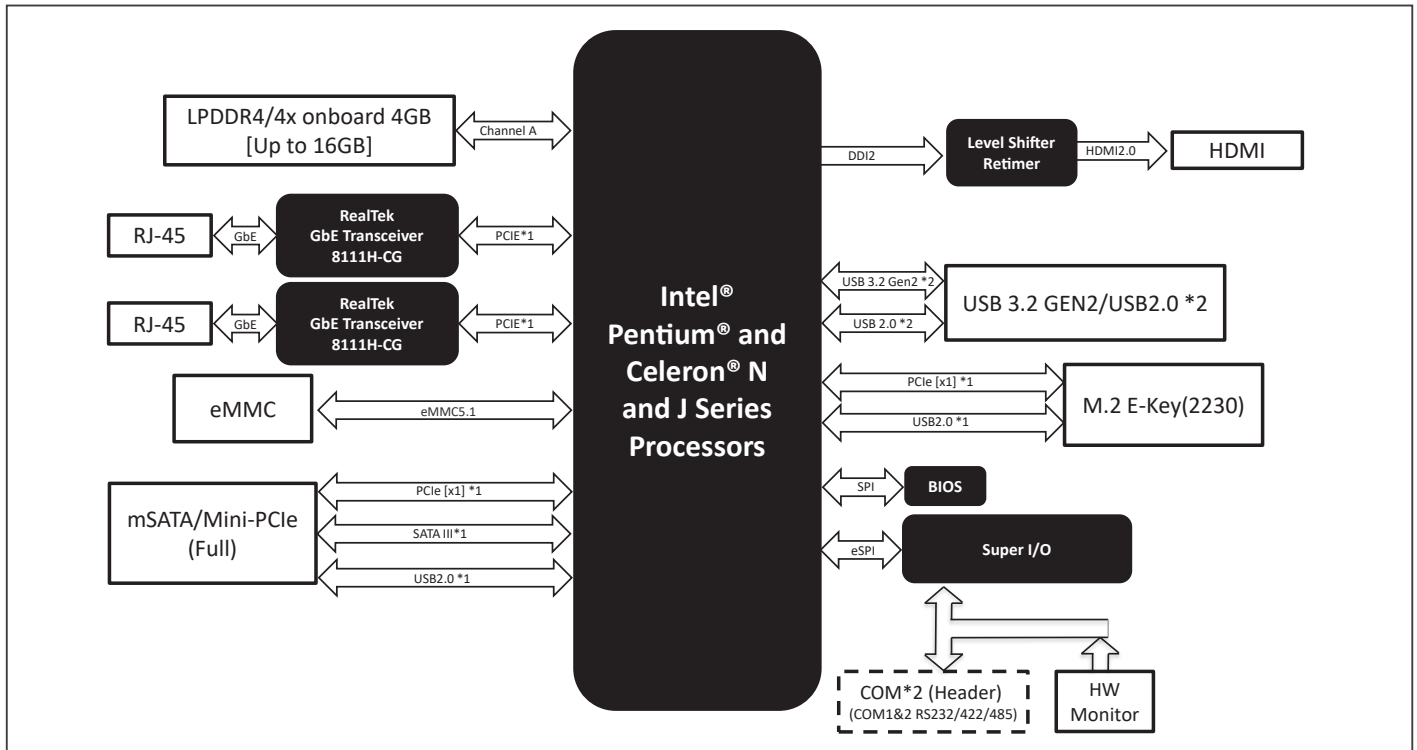 LPDDR4/4x onboard 4GB
[Up to 16GB]
Channel A
RJ-45
GbE
RealTek
GbE Transceiver
8111H-CG
PCIE*1
RJ-45
GbE
RealTek
GbE Transceiver
8111H-CG
PCIE*1
eMMC
eMMC5.1
mSATA/Mini-PCIe
(Full)
PCIe [x1] *1
SATA III*1
USB2.0 *1
Intel®
Pentium® and
Celeron® N
and J Series
Processors
DDI2
Level Shifter
Retimer
HDMI2.0
HDMI
USB 3.2 Gen2 *2
USB 2.0 *2
USB 3.2 GEN2/USB2.0 *2
PCIe [x1] *1
USB2.0 *1
M.2 E-Key(2230)
SPI
BIOS
eSPI
Super I/O
COM*2 (Header)
(COM1&2 RS232/422/485)
HW
Monitor